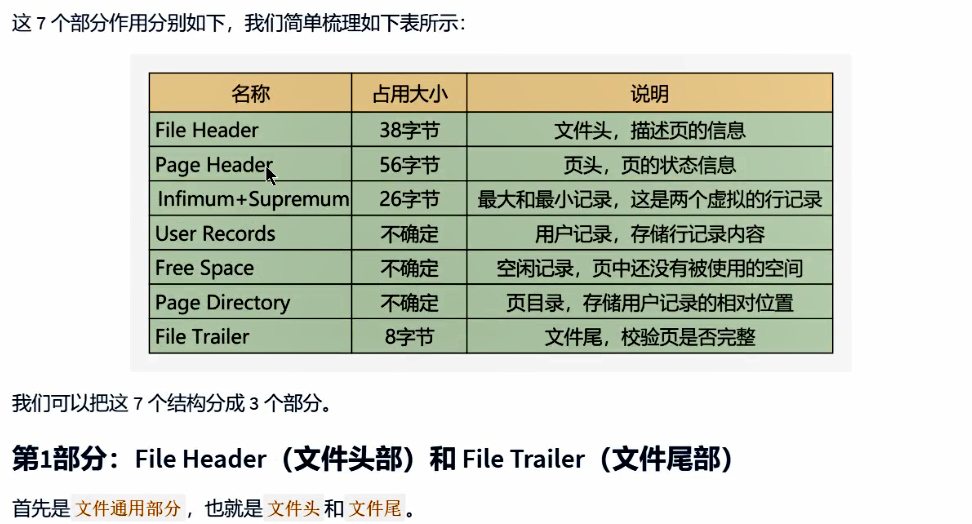 这 7 个部分作用分别如下，我们简单梳理如下表所示：
名称 占用大小 说明
File Header 38字节 文件头，描述页的信息
Page Header 56字节 页头，页的状态信息
Infimum+Supremum 26字节 最大和最小记录，这是两个虚拟的行记录
User Records 不确定 用户记录，存储行记录内容
Free Space 不确定 空闲记录，页中还没有被使用的空间
Page Directory 不确定 页目录，存储用户记录的相对位置
File Trailer 8字节 文件尾，校验页是否完整
我们可以把这 7 个结构分成 3 个部分。
第1部分：File Header（文件头部）和 File Trailer（文件尾部）
首先是 文件通用部分 ，也就是 文件头 和 文件尾 。